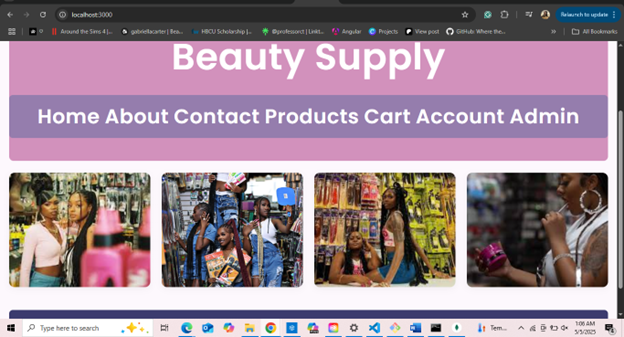 localhost:3000
Relaunch to update
Around the Sims 4 |...
gabriellacarter | Bea...
HBCU Scholarship |...
@professorct | Linkt...
Angular
Projects
View post
GitHub: Where the...
All Bookmarks
Beauty Supply
Home About Contact Products Cart Account Admin
Type here to search
Tem...
1:06 AM
5/5/2025